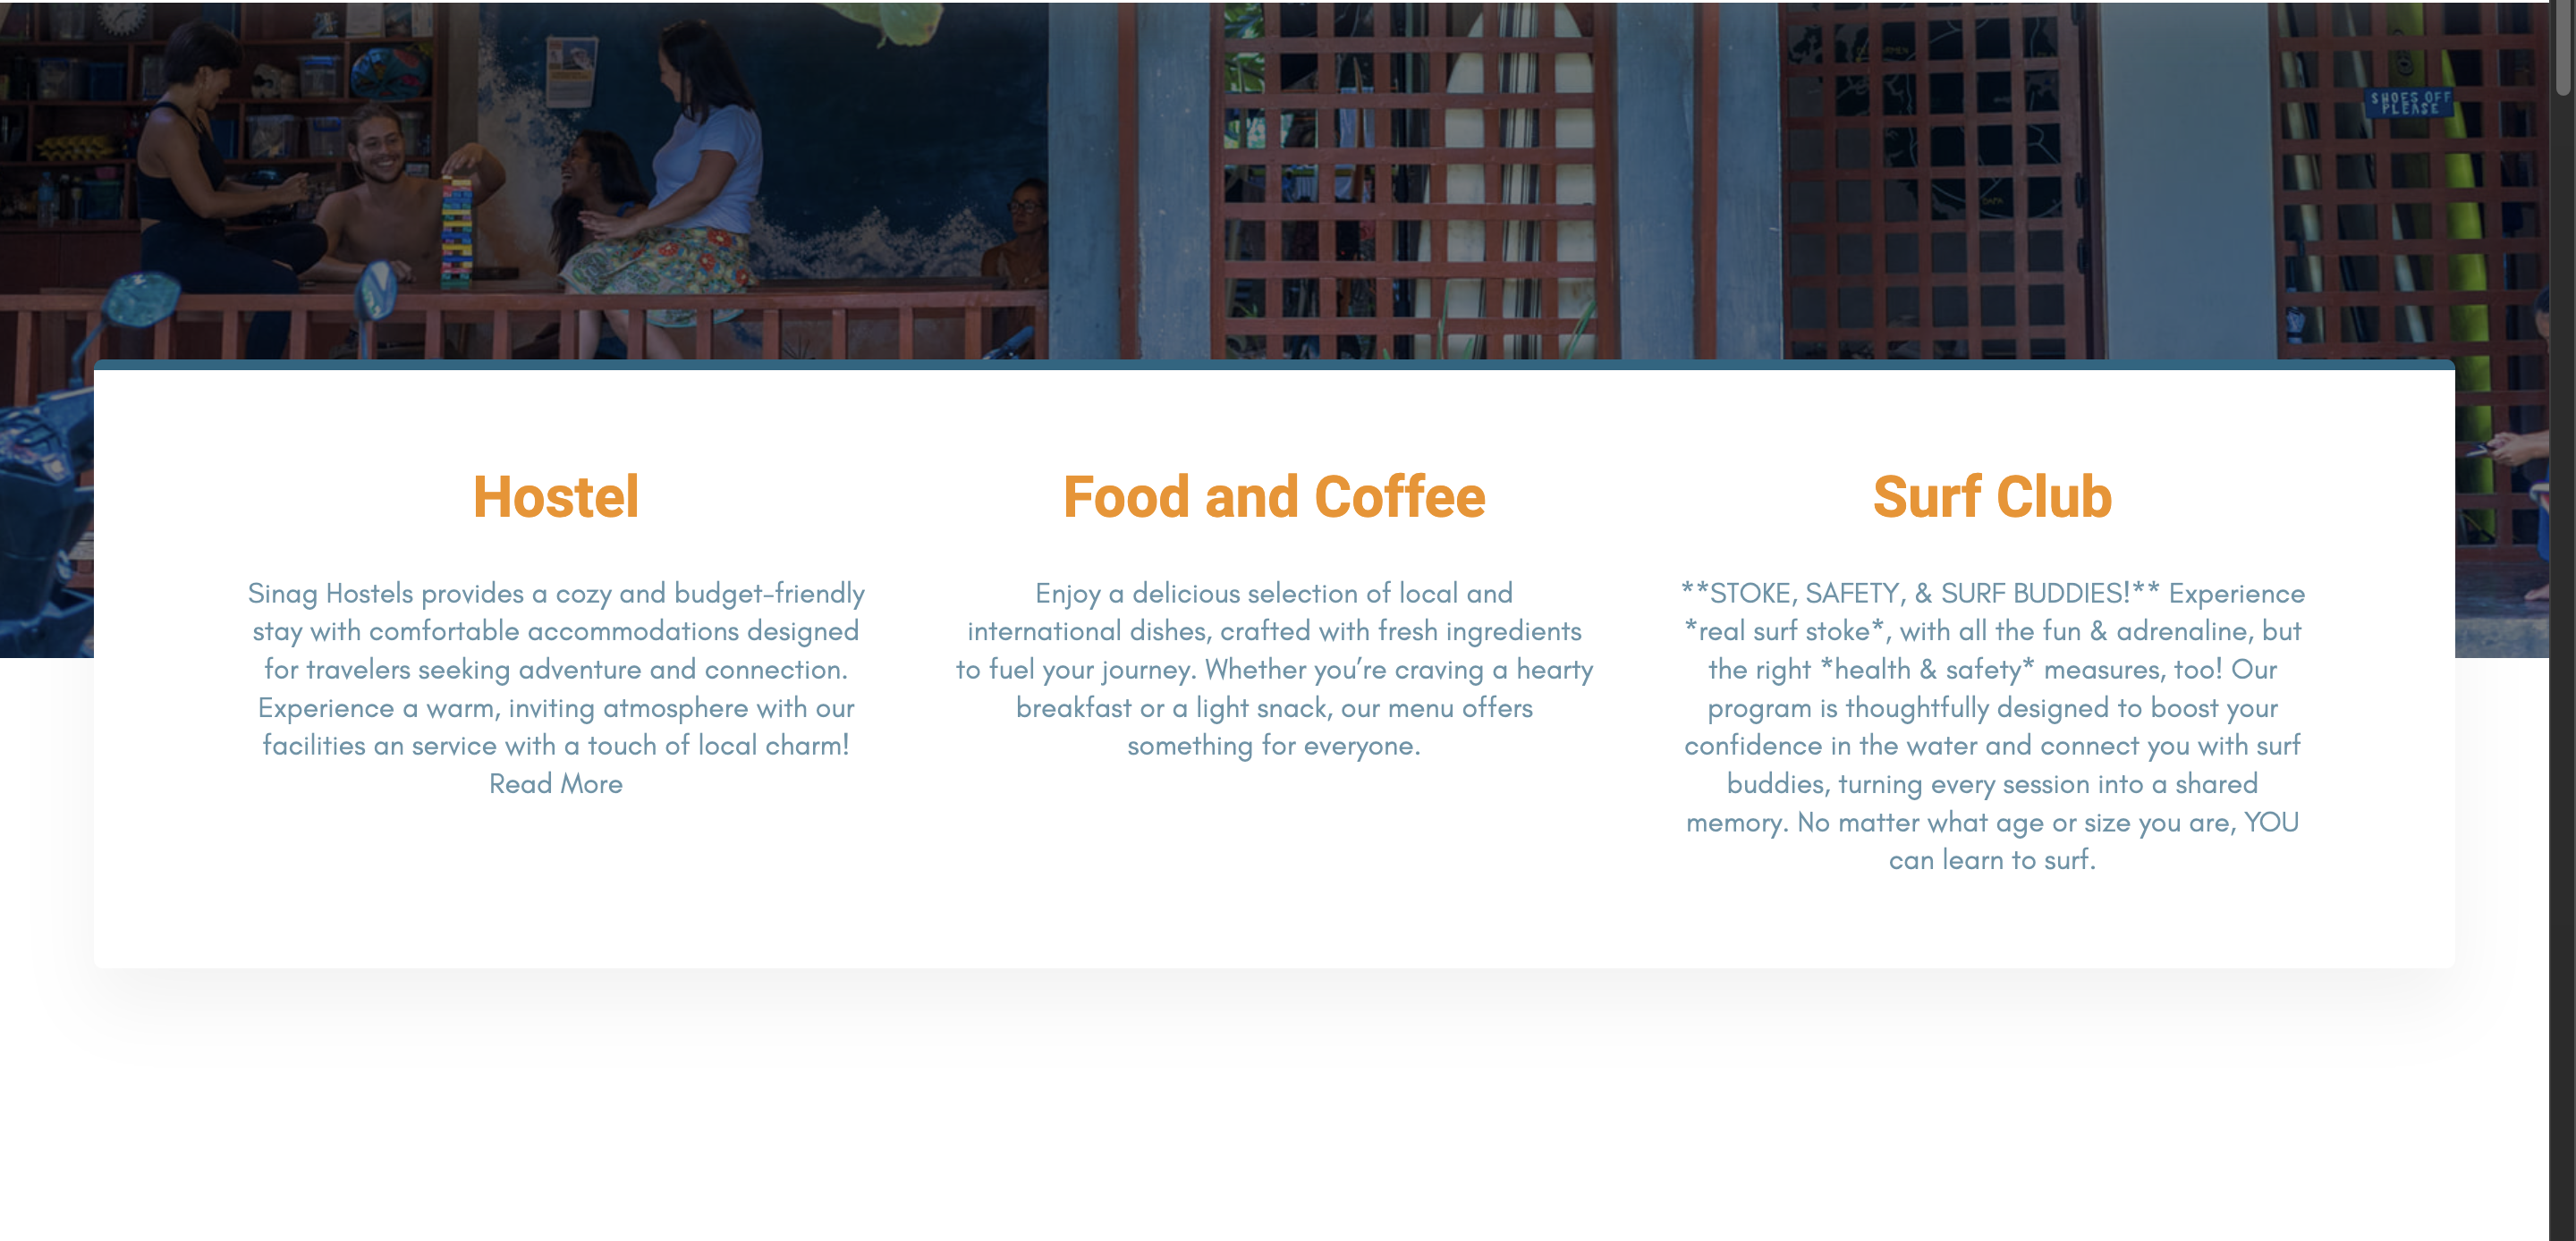 SHOES OFF
PLEASE
Hostel
Sinag Hostels provides a cozy and budget-friendly
stay with comfortable accommodations designed
for travelers seeking adventure and connection.
Experience a warm, inviting atmosphere with our
facilities an service with a touch of local charm!
Read More
Food and Coffee
Enjoy a delicious selection of local and
international dishes, crafted with fresh ingredients
to fuel your journey. Whether you’re craving a hearty
breakfast or a light snack, our menu offers
something for everyone.
Surf Club
**STOKE, SAFETY, & SURF BUDDIES!** Experience
*real surf stoke*, with all the fun & adrenaline, but
the right *health & safety* measures, too! Our
program is thoughtfully designed to boost your
confidence in the water and connect you with surf
buddies, turning every session into a shared
memory. No matter what age or size you are, YOU
can learn to surf.